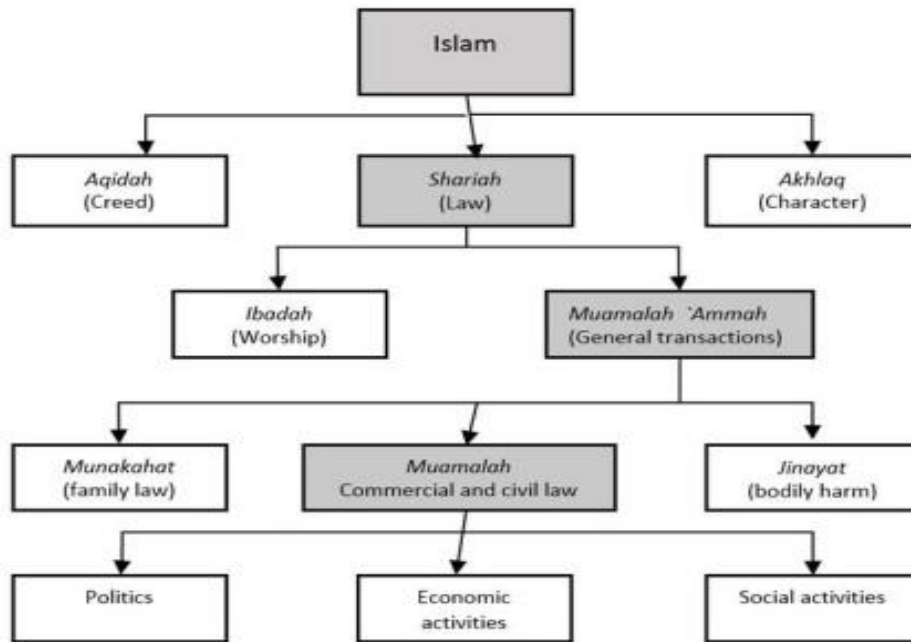 Islam
Aqidah
(Creed)
Shariah
(Law)
Akhlaq
(Character)
Ibadah
(Worship)
Muamalah `Ammah
(General transactions)
Munakahat
(family law)
Muamalah
Commercial and civil law
Jinayat
(bodily harm)
Politics
Economic
activities
Social activities